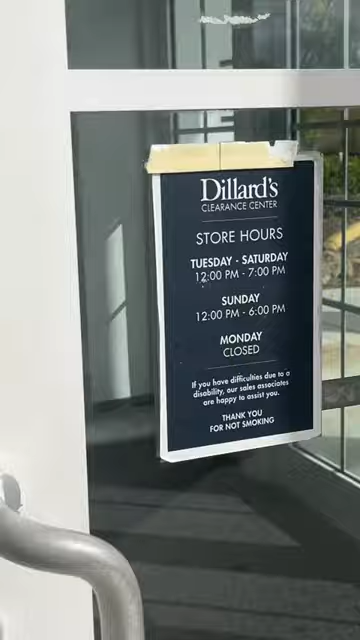 Dillard's
CLEARANCE CENTER
STORE HOURS
TUESDAY - SATURDAY
12:00 PM - 7:00 PM
SUNDAY
12:00 PM - 6:00 PM
MONDAY
CLOSED
If you have difficulties due to a
disability, our sales associates
are happy to assist you.
THANK YOU
FOR NOT SMOKING